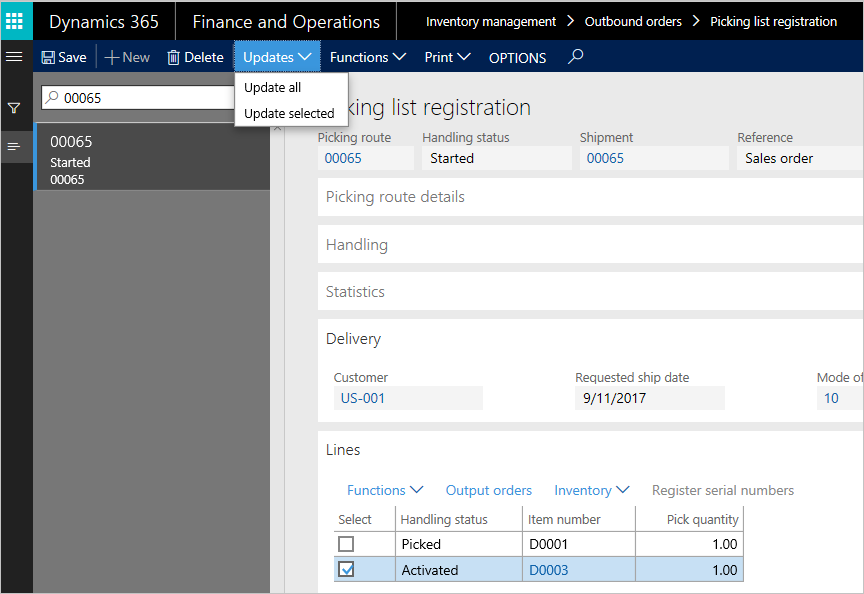 Dynamics 365 Finance and Operations Inventory management > Outbound orders > Picking list registration
Save New Delete Updates Functions Print OPTIONS
Update all
Update selected
00065
00065
Started
00065
king list registration
Picking route Handling status Shipment Reference
00065 Started 00065 Sales order
Picking route details
Handling
Statistics
Delivery
Customer Requested ship date Mode of
US-001 9/11/2017 10
Lines
Functions Output orders Inventory Register serial numbers
Select Handling status Item number Pick quantity
Picked D0001 1.00
Activated D0003 1.00